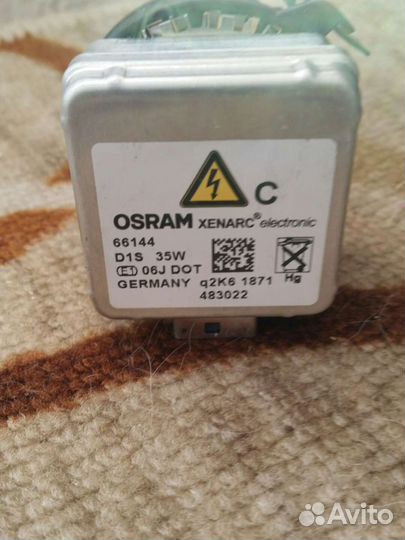 C
OSRAM XENARC® electronic
66144
D1S 35W
E1 06J DOT
GERMANY q2K6 1871
483022
Hg
Avito